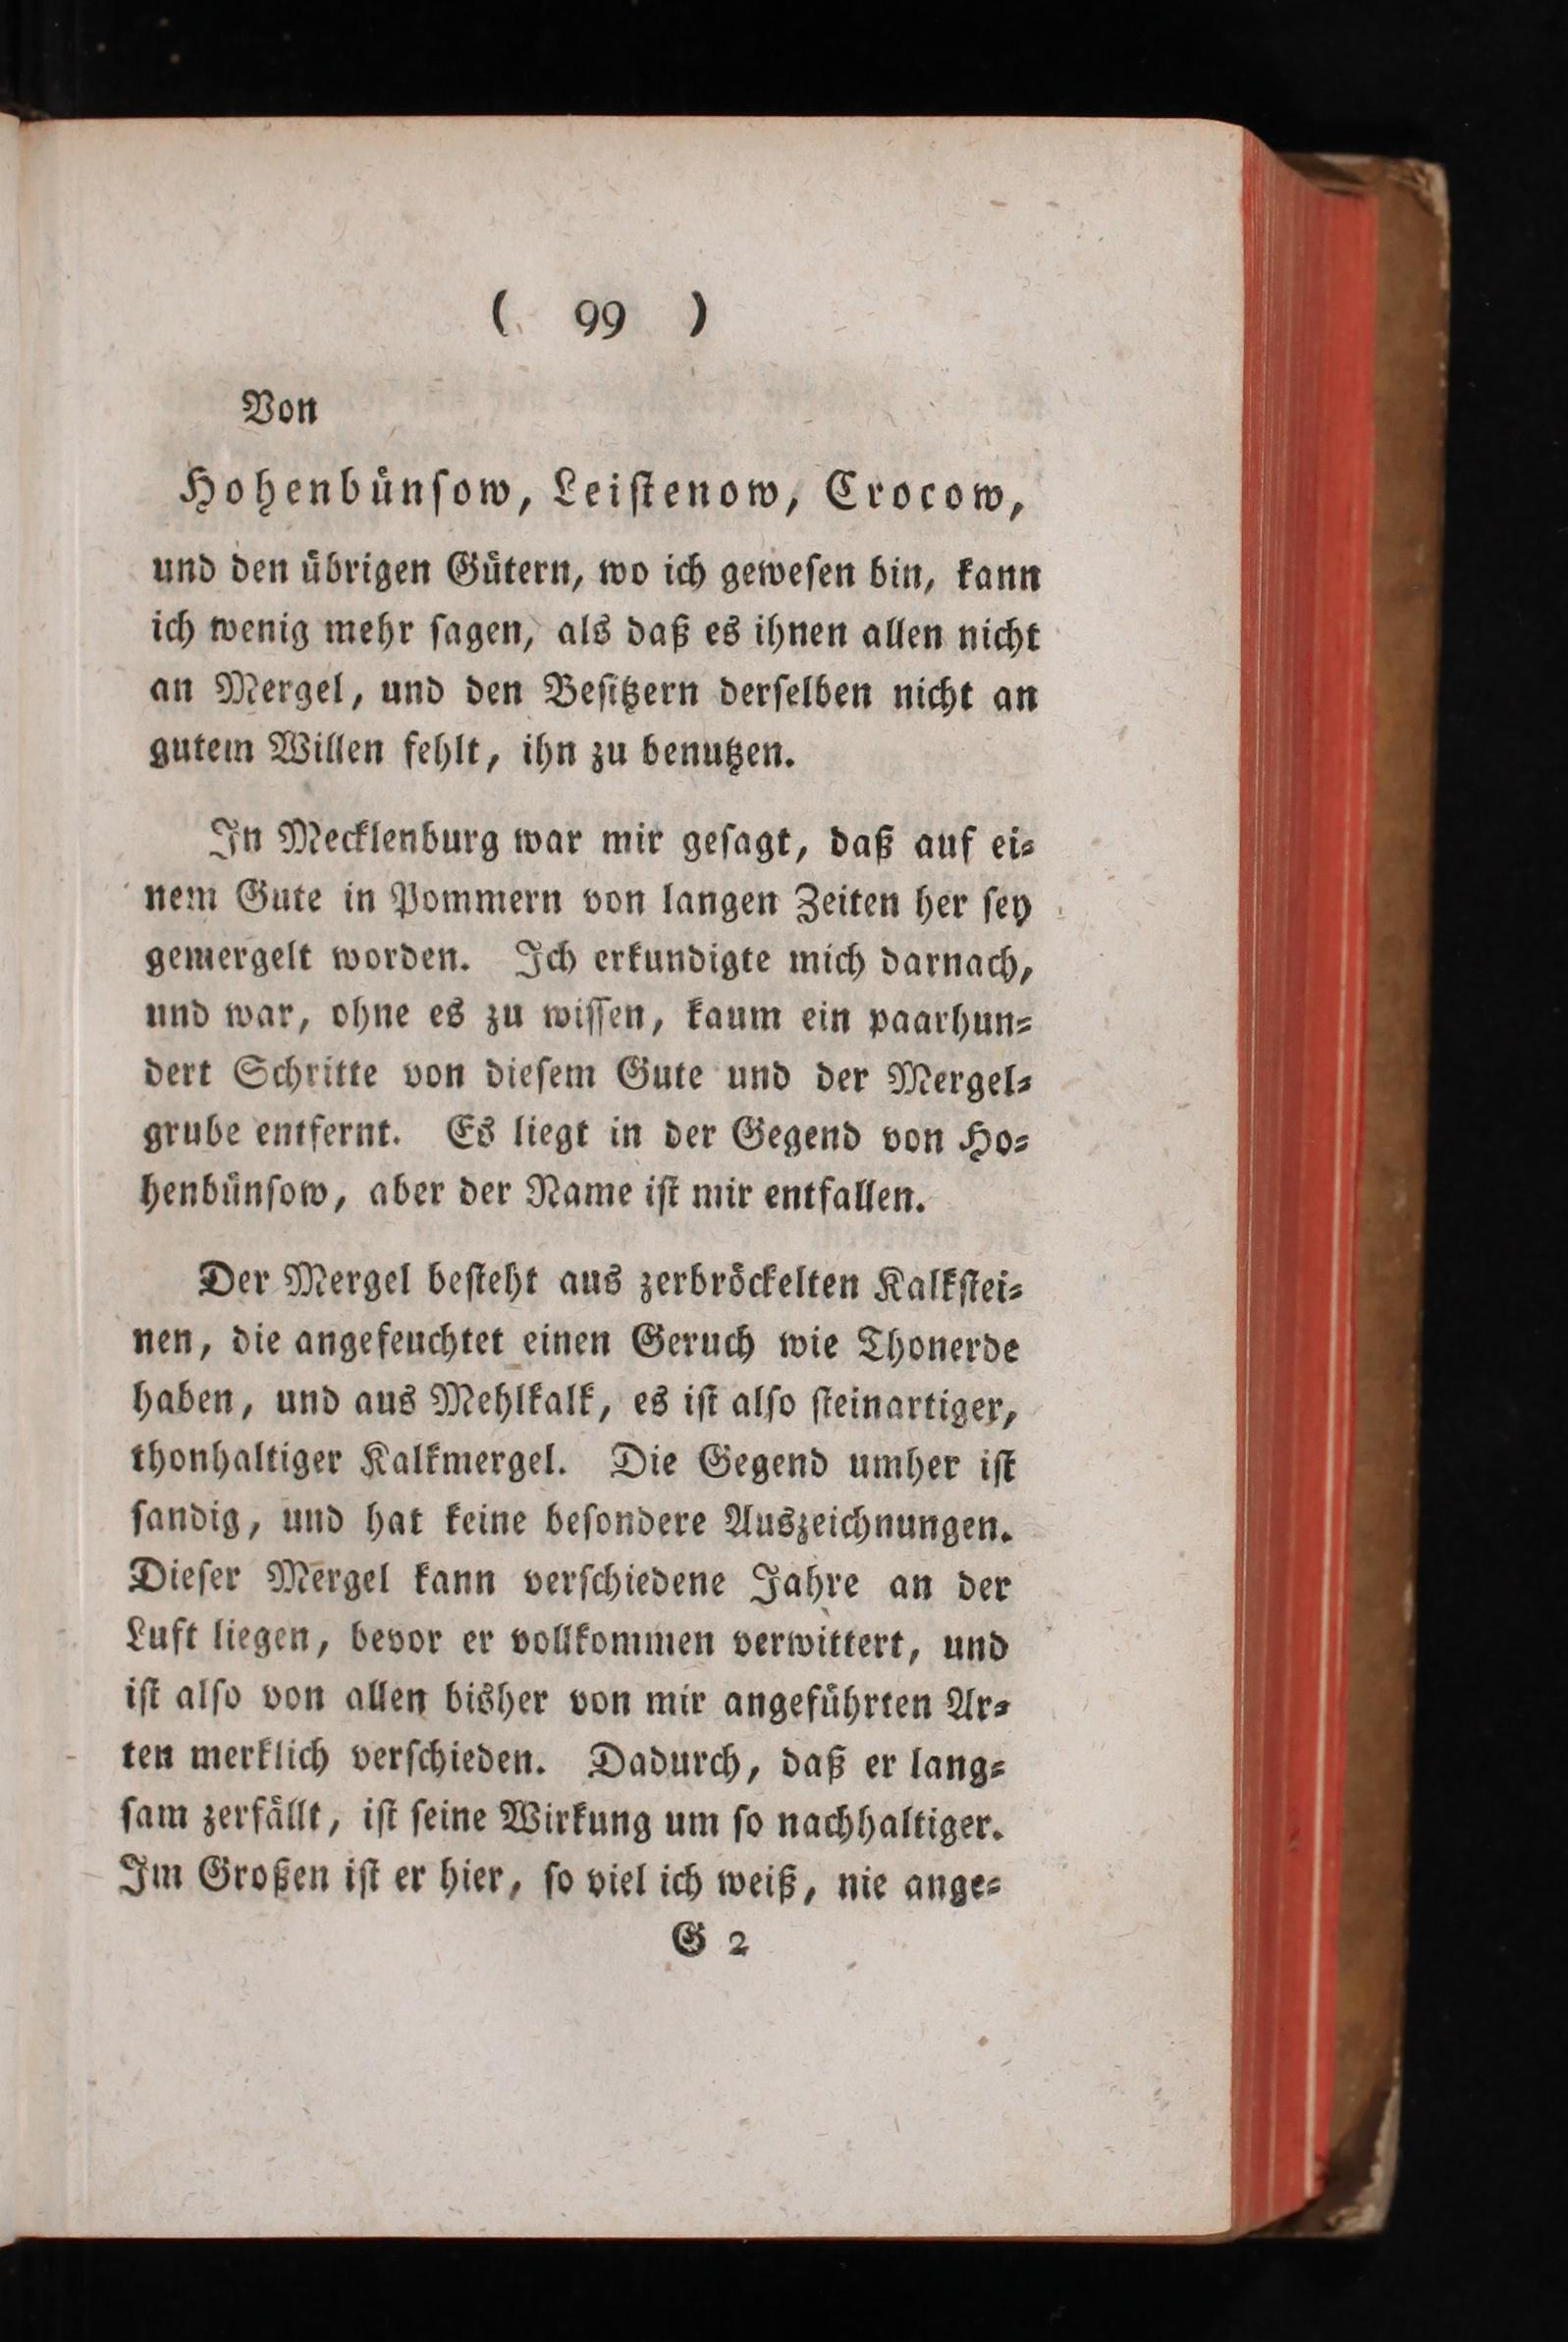 ( 99 )
Von
Hohenbünſow, Leiſtenow, Crocow,
und den übrigen Gütern, wo ich geweſen bin, kann
ich wenig mehr ſagen, als daß es ihnen allen nicht
an Mergel, und den Beſitzern derſelben nicht an
gutem Willen fehlt, ihn zu benutzen.
In Mecklenburg war mir geſagt, daß auf ei⸗
nem Gute in Pommern von langen Zeiten her ſey
gemergelt worden. Ich erkundigte mich darnach,
und war, ohne es zu wiſſen, kaum ein paarhun⸗
dert Schritte von dieſem Gute und der Mergel⸗
grube entfernt. Es liegt in der Gegend von Ho⸗
henbünſow, aber der Name iſt mir entfallen.
Der Mergel beſteht aus zerbröckelten Kalkſtei⸗
nen, die angefeuchtet einen Geruch wie Thonerde
haben, und aus Mehlkalk, es iſt alſo ſteinartiger,
thonhaltiger Kalkmergel. Die Gegend umher iſt
ſandig, und hat keine beſondere Auszeichnungen.
Dieſer Mergel kann verſchiedene Jahre an der
Luft liegen, bevor er vollkommen verwittert, und
iſt alſo von allen bisher von mir angeführten Ar⸗
ten merklich verſchieden. Dadurch, daß er lang⸗
ſam zerfällt, iſt ſeine Wirkung um ſo nachhaltiger.
Im Großen iſt er hier, ſo viel ich weiß, nie ange⸗
G 2